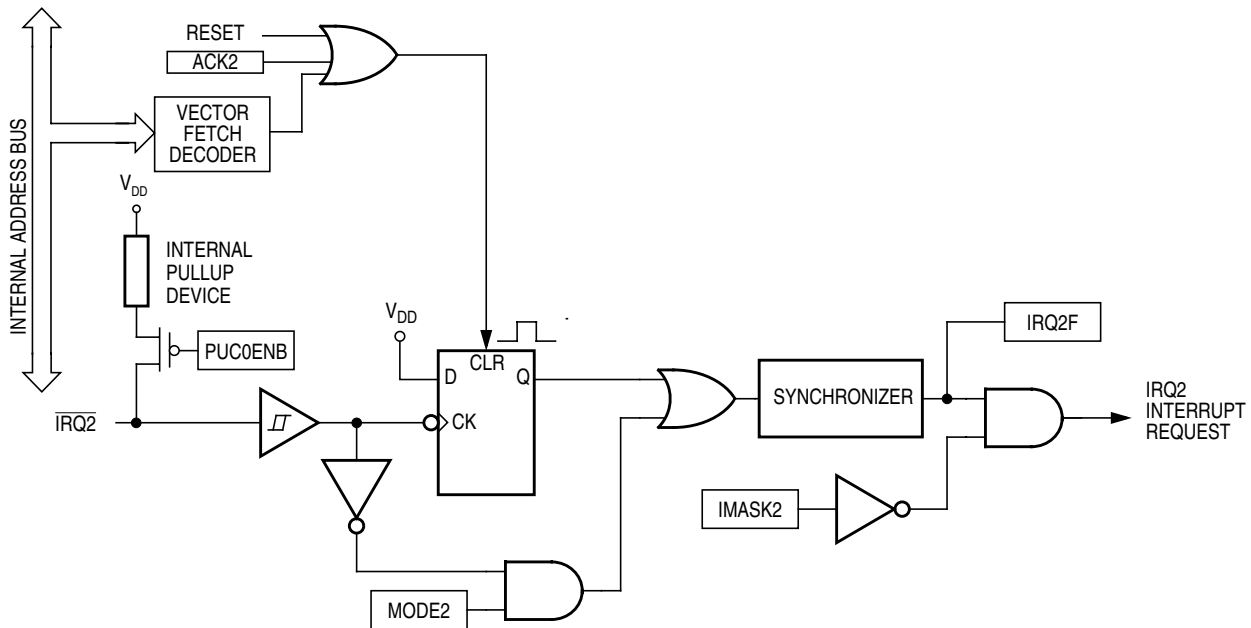 RESET
ACK2
VECTOR
FETCH
DECODER
INTERNAL ADDRESS BUS
VDD
INTERNAL
PULLUP
DEVICE
PUC0ENB
IRQ2
VDD
D
CLR
Q
CK
SYNCHRONIZER
IRQ2F
IRQ2
INTERRUPT
REQUEST
IMASK2
MODE2